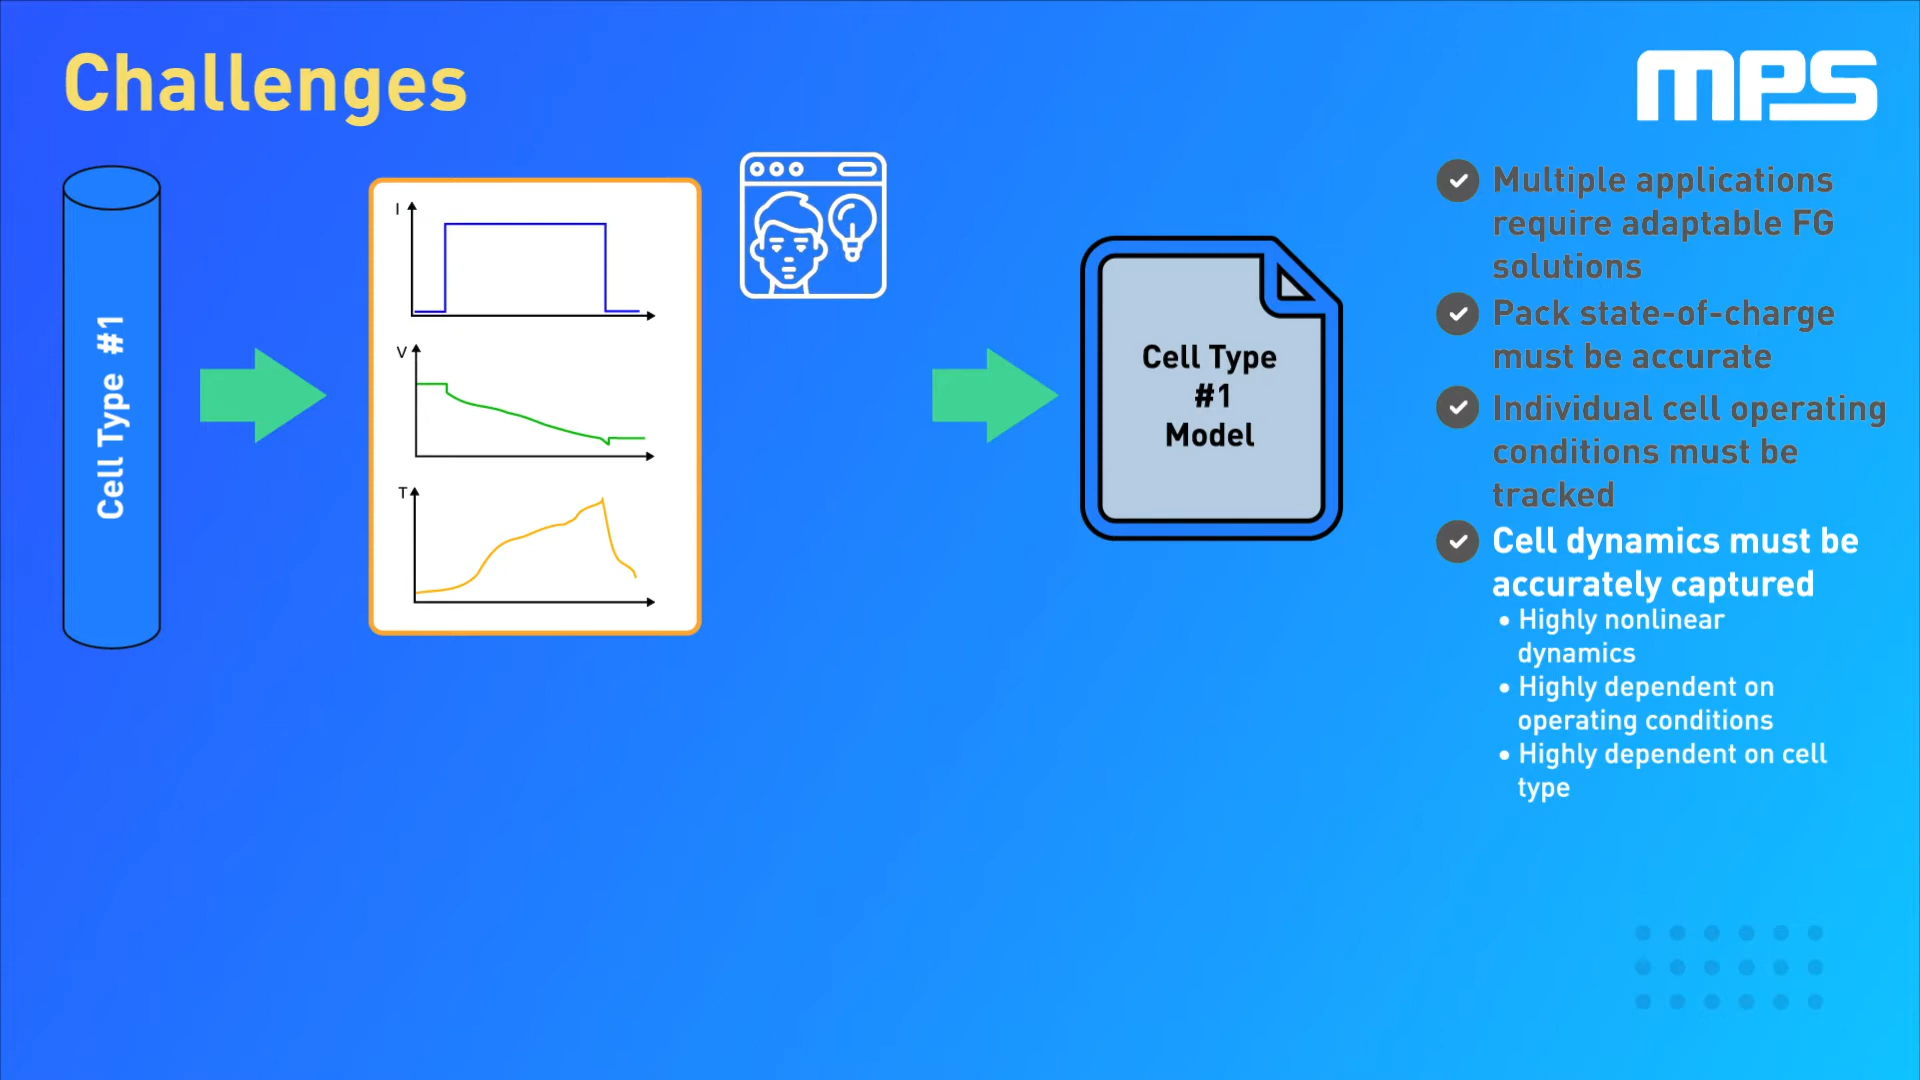 Challenges
MPS
Cell Type #1
I
V
T
Cell Type
#1
Model
Multiple applications
require adaptable FG
solutions
Pack state-of-charge
must be accurate
Individual cell operating
conditions must be
tracked
Cell dynamics must be
accurately captured
• Highly nonlinear
dynamics
• Highly dependent on
operating conditions
• Highly dependent on cell
type